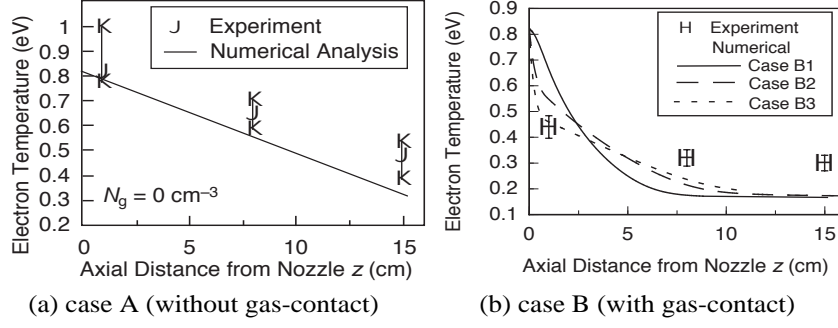 1
0.9
0.8
0.7
0.6
0.5
0.4
0.3
0.2
Electron Temperature (eV)
K
J
K
K
J
K
K
J
K
J Experiment
Numerical Analysis
N_g = 0 cm⁻³
0 5 10 15
Axial Distance from Nozzle z (cm)
(a) case A (without gas-contact)
0.9
0.8
0.7
0.6
0.5
0.4
0.3
0.2
0.1
Electron Temperature (eV)
H Experiment
Numerical
Case B1
Case B2
Case B3
H
H
H
0 5 10 15
Axial Distance from Nozzle z (cm)
(b) case B (with gas-contact)